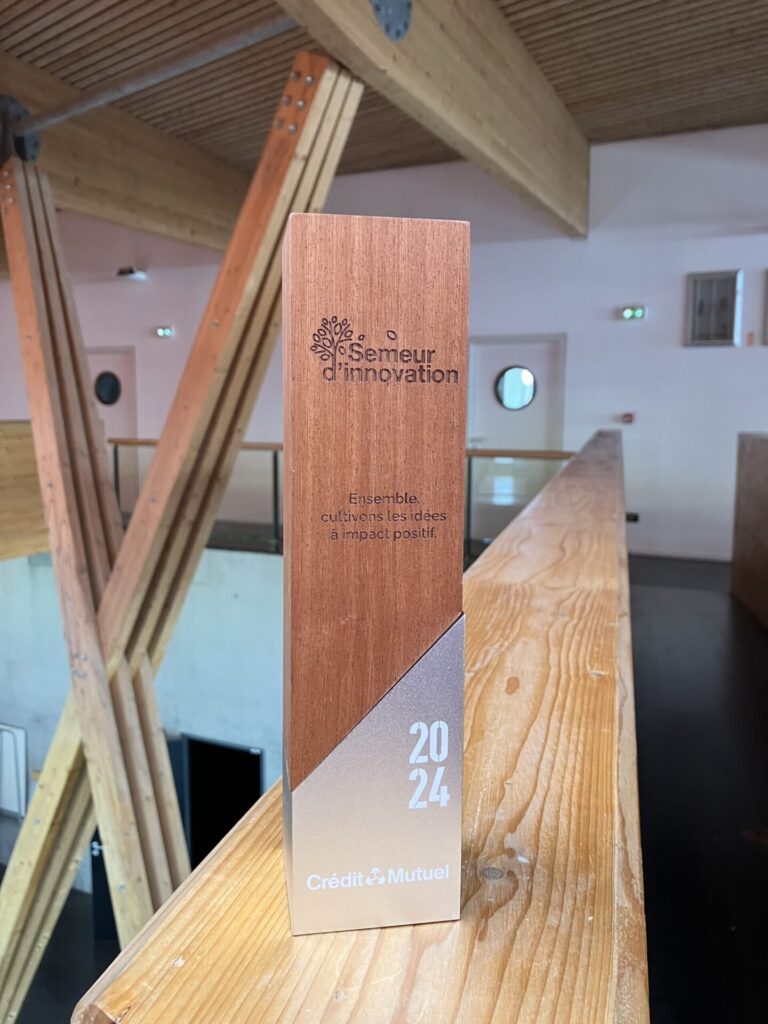 Semeur
d'innovation
Ensemble,
cultivons les idées
à impact positif.
20
24
Crédit Mutuel